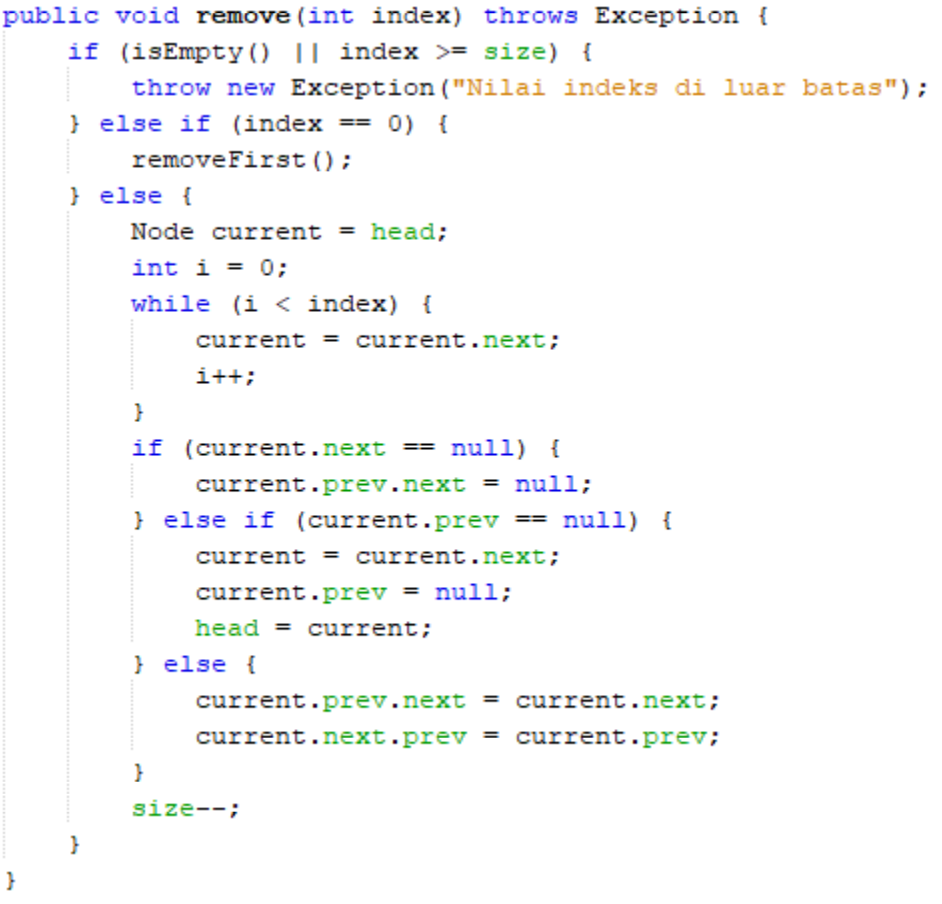 public void remove(int index) throws Exception {
    if (isEmpty() || index >= size) {
        throw new Exception("Nilai indeks di luar batas");
    } else if (index == 0) {
        removeFirst();
    } else {
        Node current = head;
        int i = 0;
        while (i < index) {
            current = current.next;
            i++;
        }
        if (current.next == null) {
            current.prev.next = null;
        } else if (current.prev == null) {
            current = current.next;
            current.prev = null;
            head = current;
        } else {
            current.prev.next = current.next;
            current.next.prev = current.prev;
        }
        size--;
    }
}